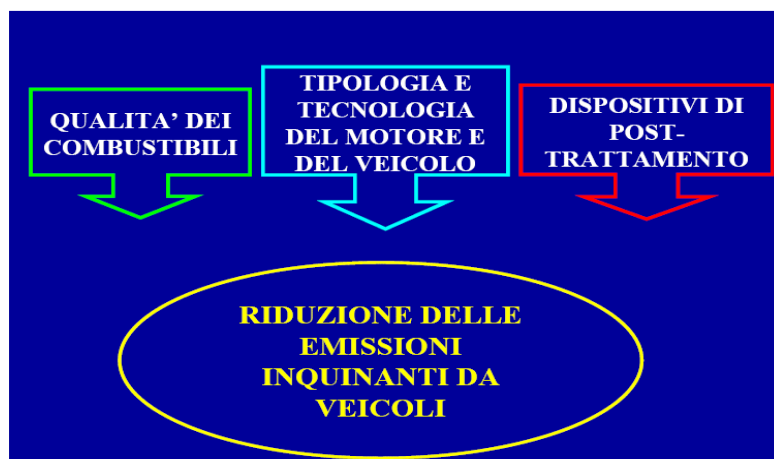 QUALITA' DEI
COMBUSTIBILI
TIPOLOGIA E
TECNOLOGIA
DEL MOTORE E
DEL VEICOLO
DISPOSITIVI DI
POST-
TRATTAMENTO
RIDUZIONE DELLE
EMISSIONI
INQUINANTI DA
VEICOLI